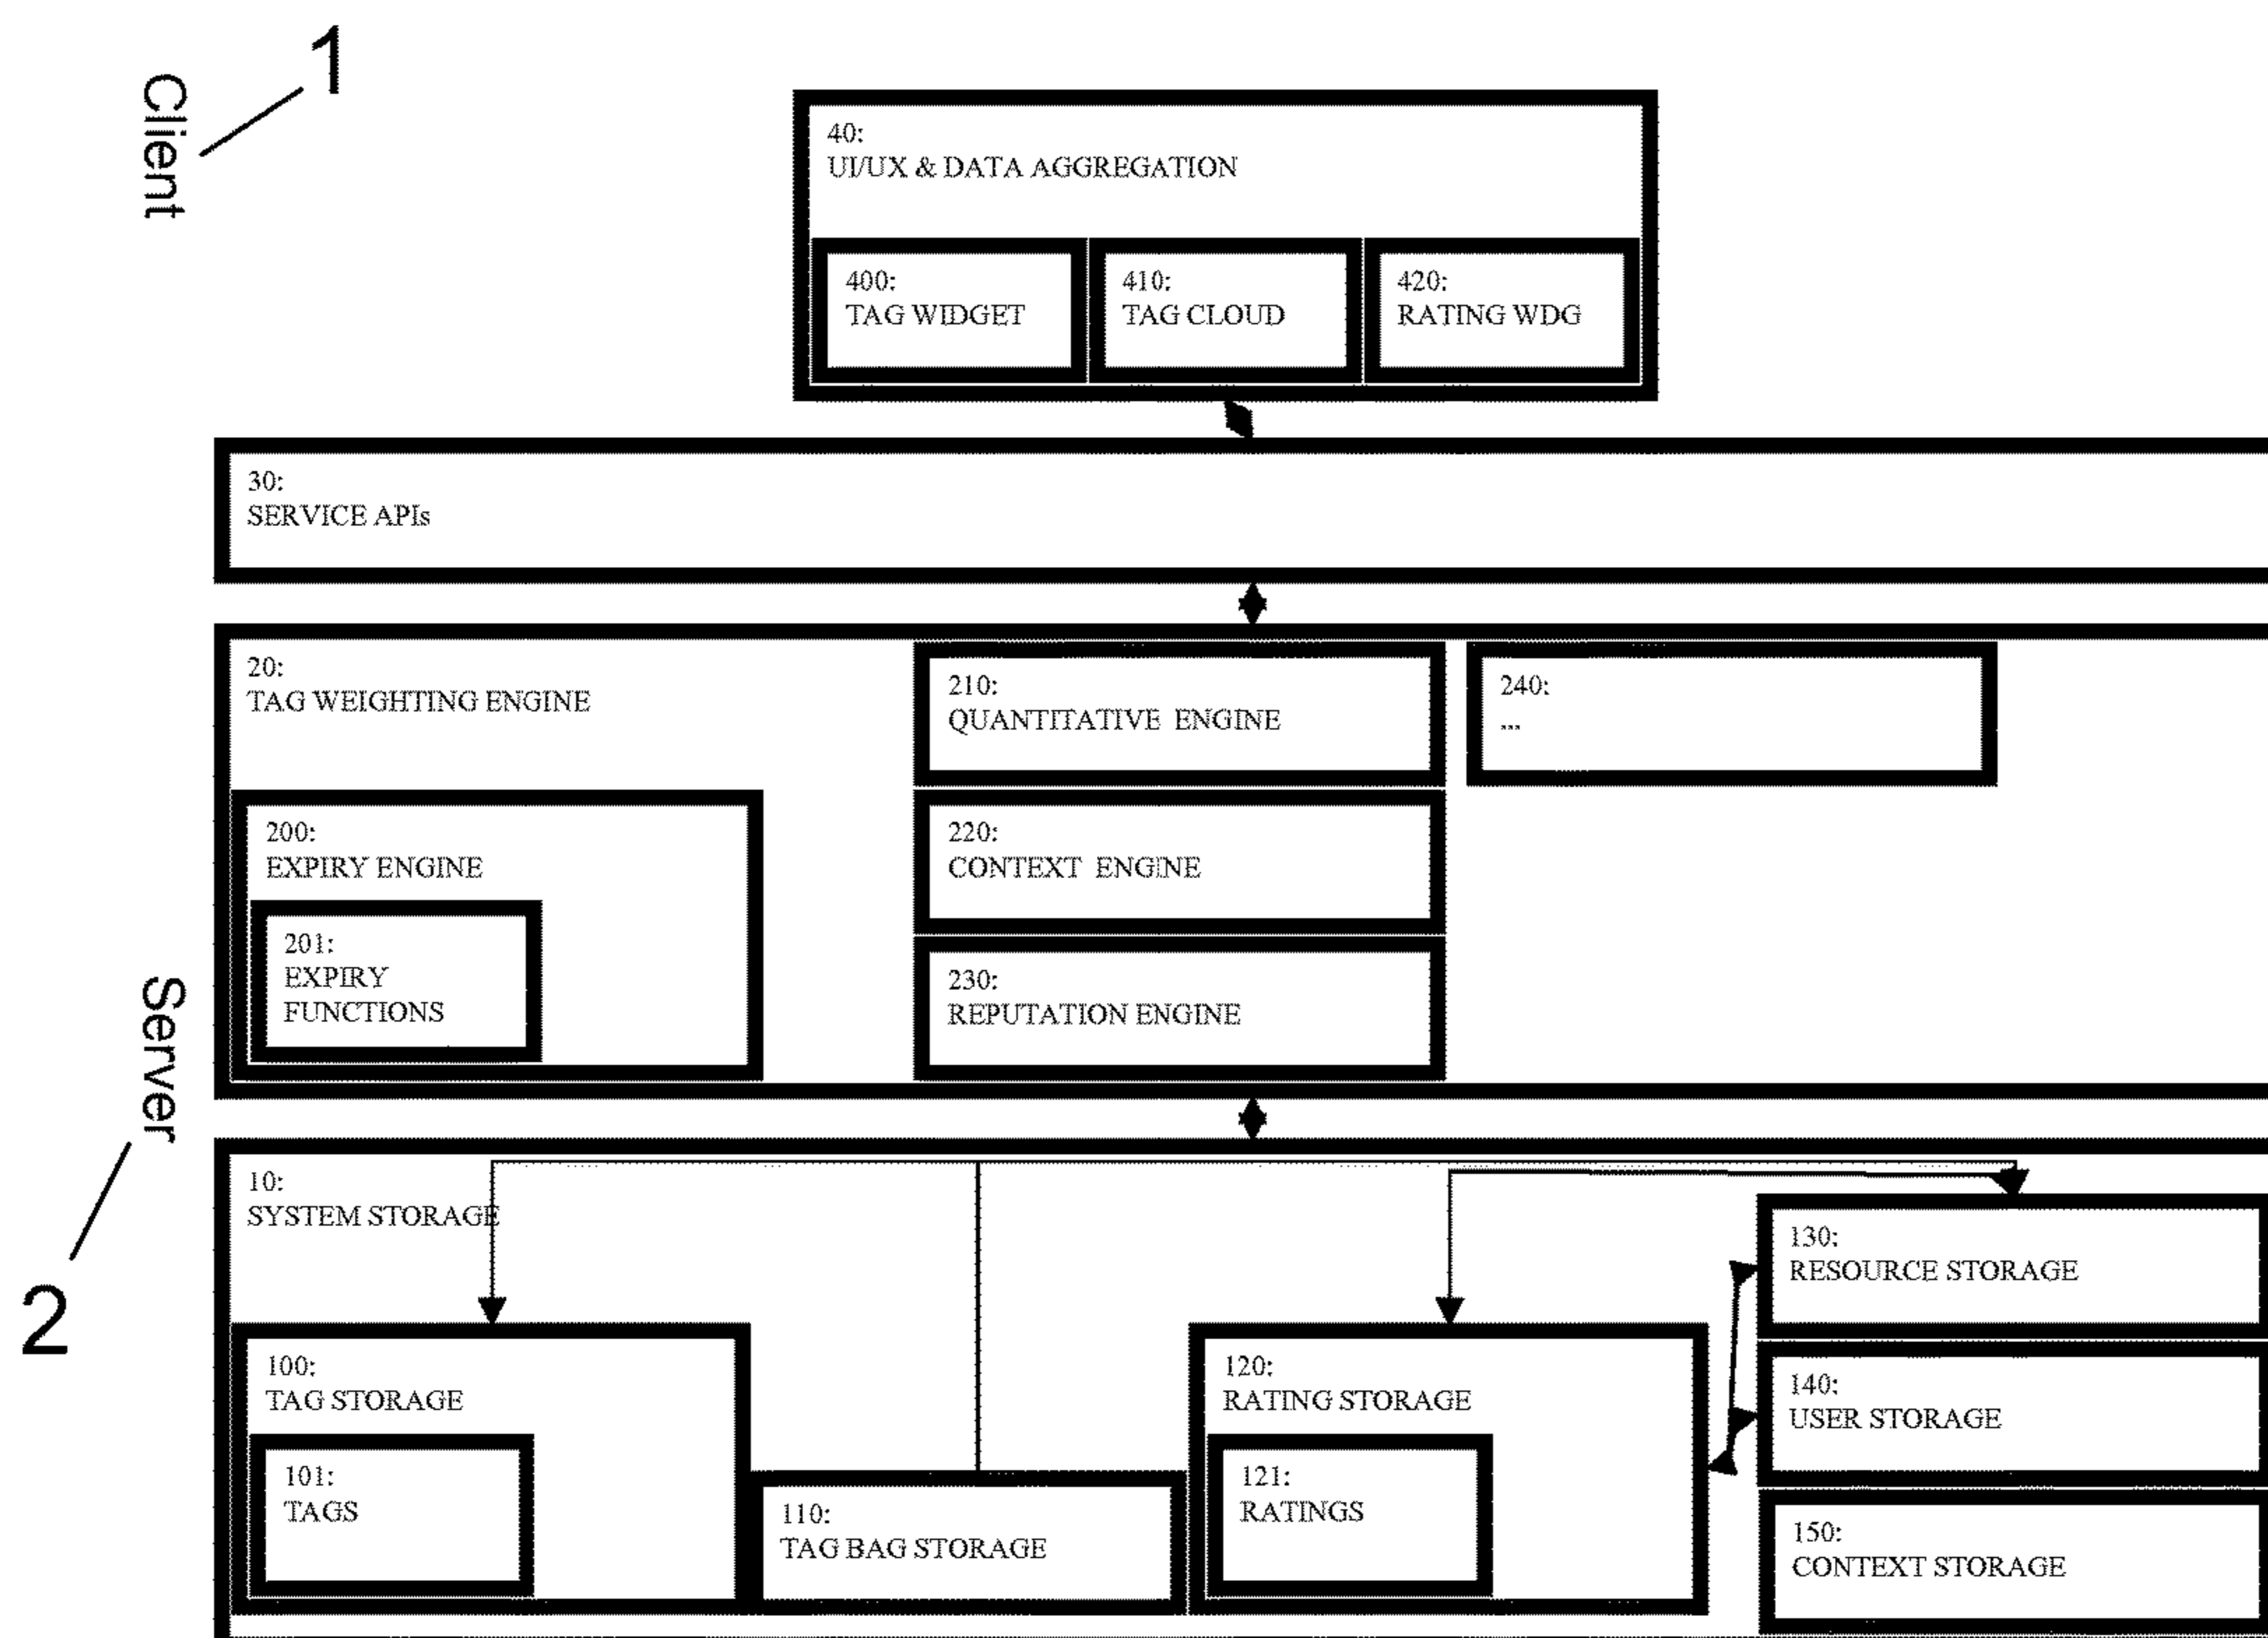 1
Client
40:
UI/UX & DATA AGGREGATION
400:
TAG WIDGET
410:
TAG CLOUD
420:
RATING WDG
30:
SERVICE APIs
20:
TAG WEIGHTING ENGINE
210:
QUANTITATIVE ENGINE
240:
...
200:
EXPIRY ENGINE
220:
CONTEXT ENGINE
201:
EXPIRY
FUNCTIONS
230:
REPUTATION ENGINE
Server
2
10:
SYSTEM STORAGE
130:
RESOURCE STORAGE
100:
TAG STORAGE
120:
RATING STORAGE
140:
USER STORAGE
101:
TAGS
110:
TAG BAG STORAGE
121:
RATINGS
150:
CONTEXT STORAGE